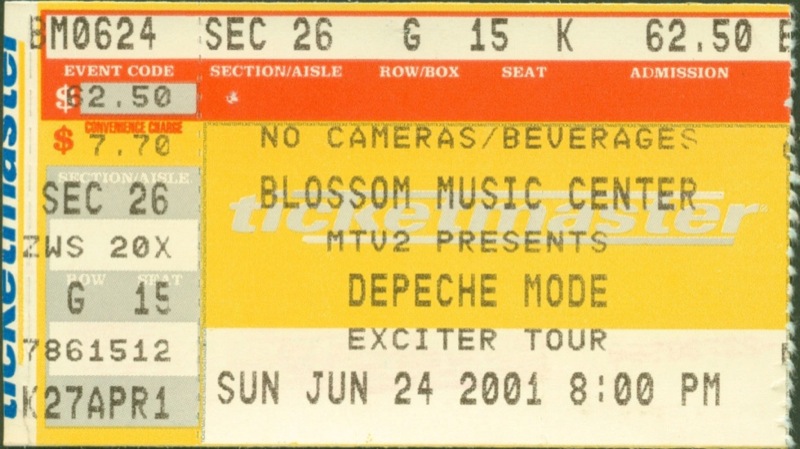 BM0624 SEC 26 G 15 K 62.50
EVENT CODE SECTION/AISLE ROW/BOX SEAT ADMISSION
$62.50
CONVENIENCE CHARGE
$ 7.70
NO CAMERAS/BEVERAGES
SECTION/AISLE
SEC 26
BLOSSOM MUSIC CENTER
ticketmaster
ZWS 20X
MTV2 PRESENTS
ROW SEAT
G 15
DEPECHE MODE
7861512
EXCITER TOUR
K27APR1
SUN JUN 24 2001 8:00 PM
ticketmaster